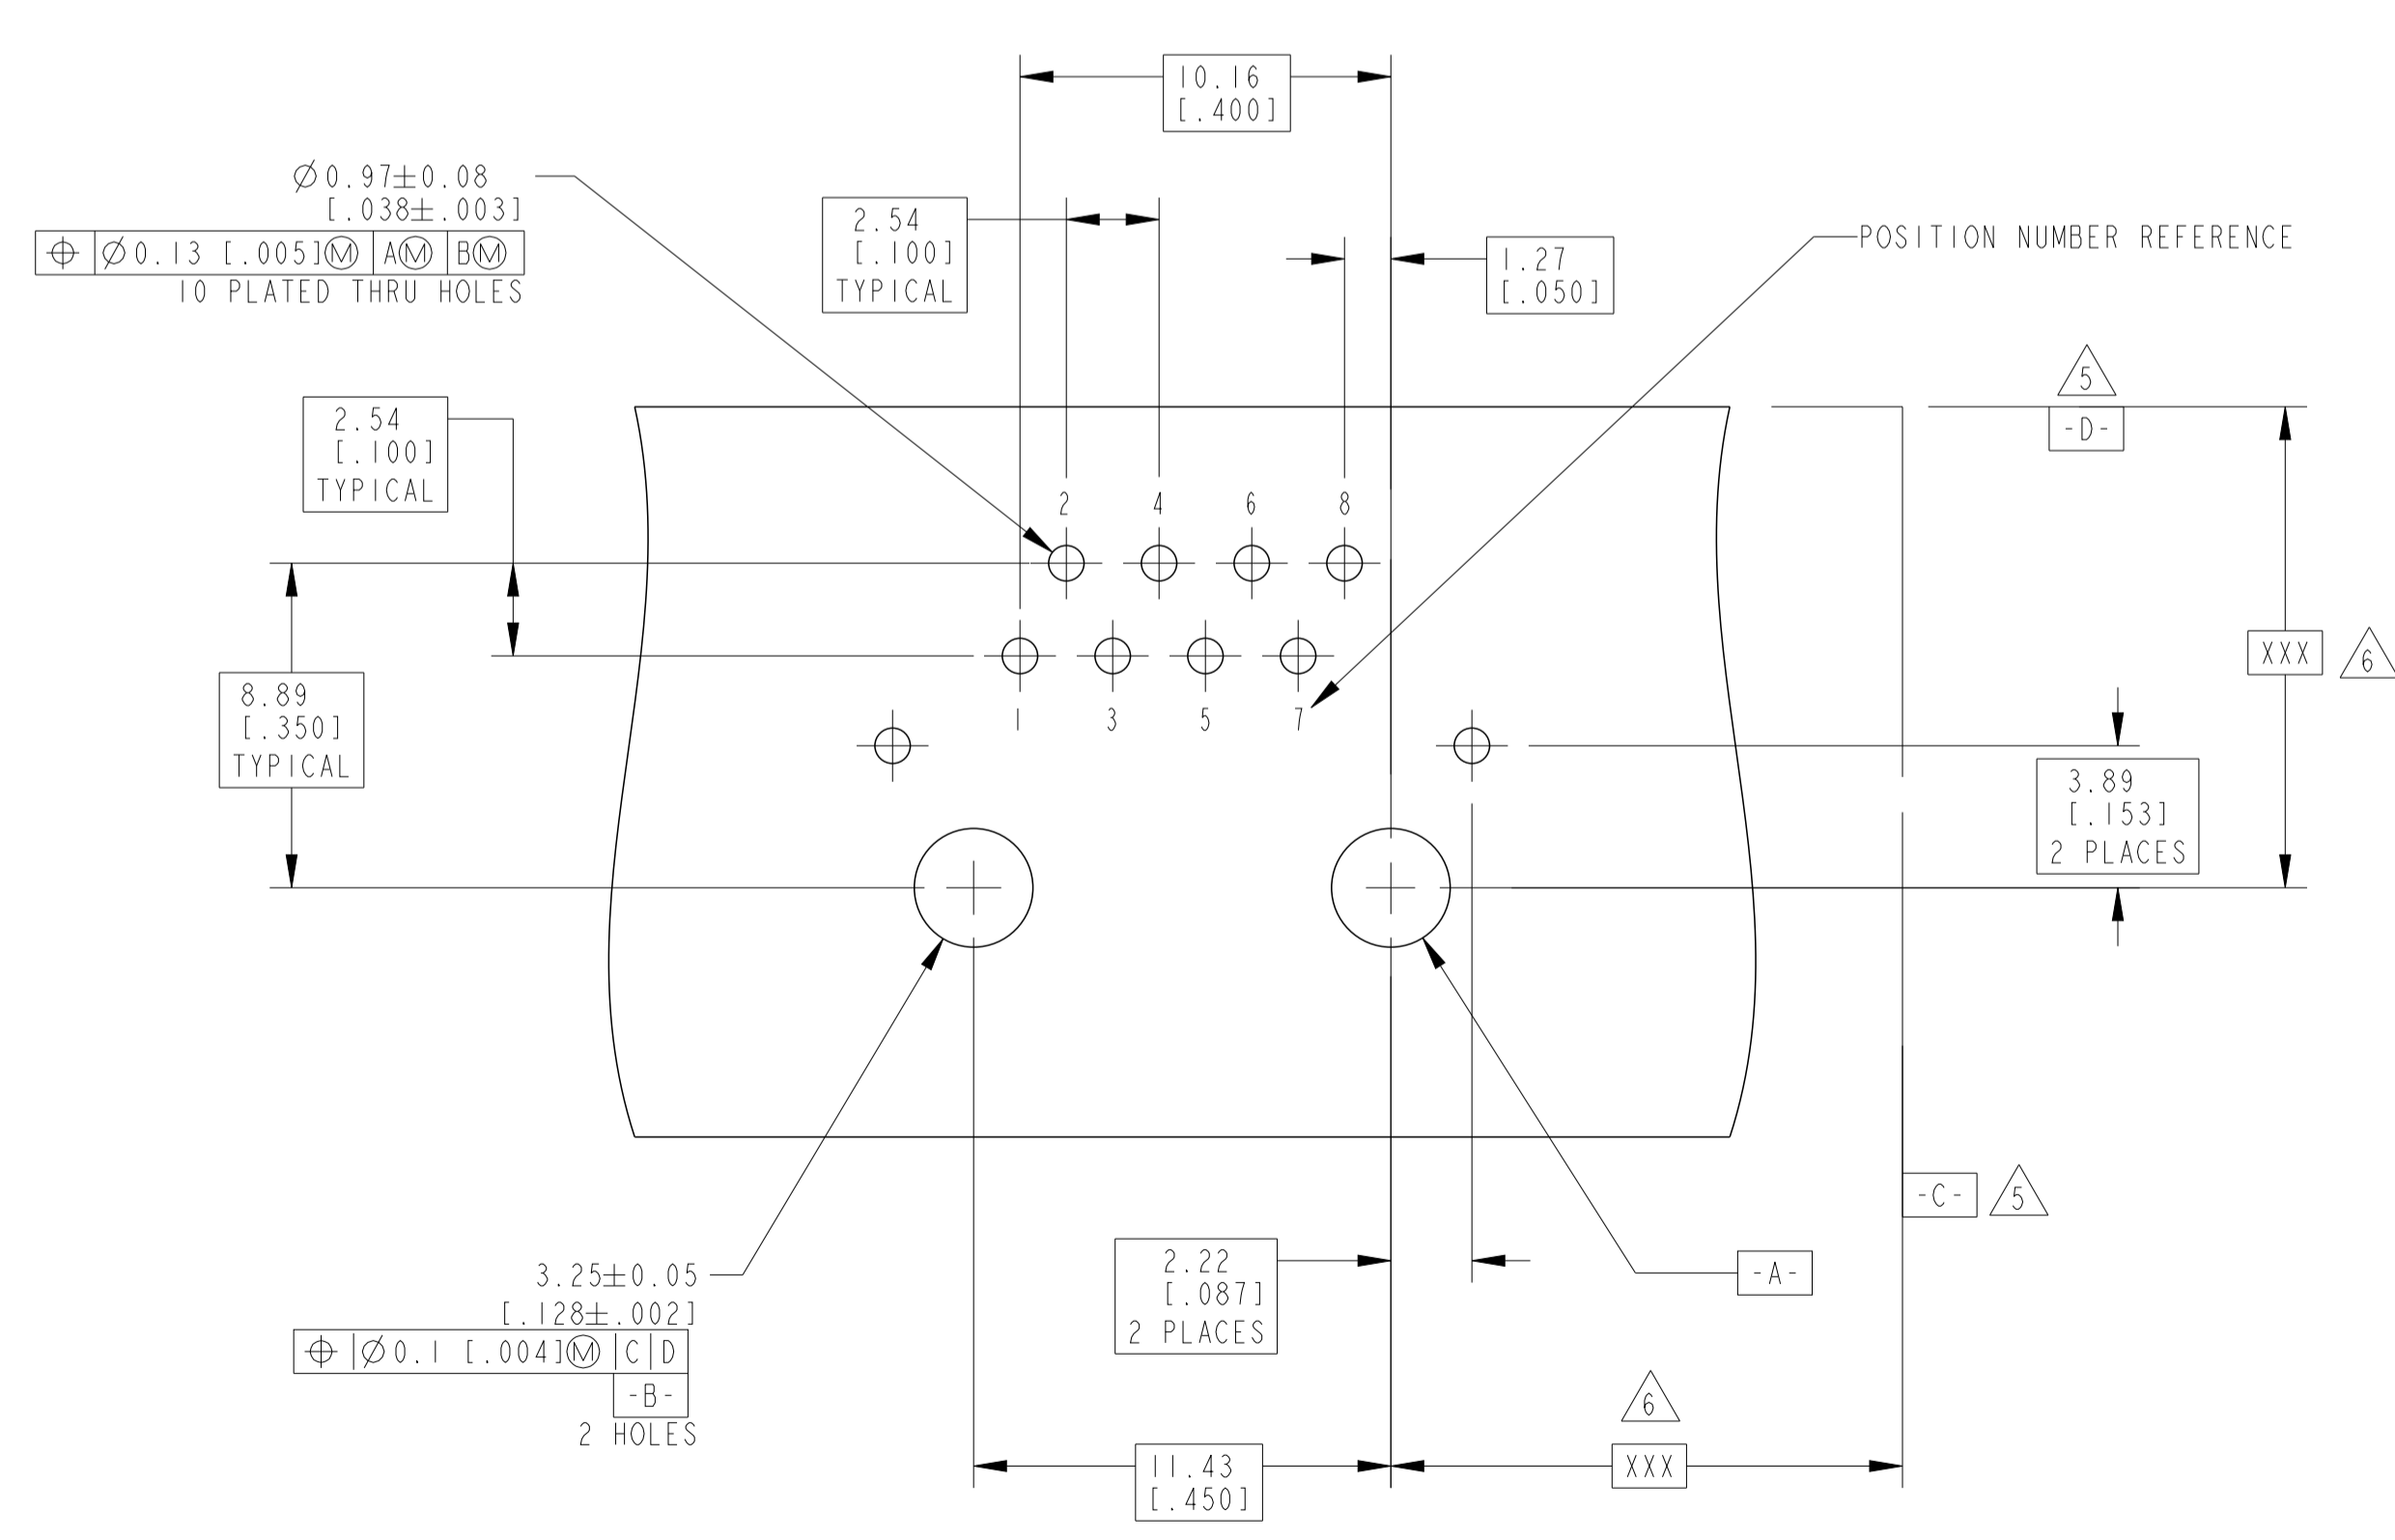 10.16
[.400]
Ø0.97±0.08
[.038±.003]
⌖ Ø0.13 [.005]Ⓜ AⓂ BⓂ
10 PLATED THRU HOLES
2.54
[.100]
TYPICAL
1.27
[.050]
POSITION NUMBER REFERENCE
5
-D-
2.54
[.100]
TYPICAL
2 4 6 8
XXX 6
8.89
[.350]
TYPICAL
1 3 5 7
3.89
[.153]
2 PLACES
-C- 5
3.25±0.05
[.128±.002]
⌖ Ø0.1 [.004]Ⓜ C D
-B-
2 HOLES
2.22
[.087]
2 PLACES
-A-
6
11.43
[.450]
XXX